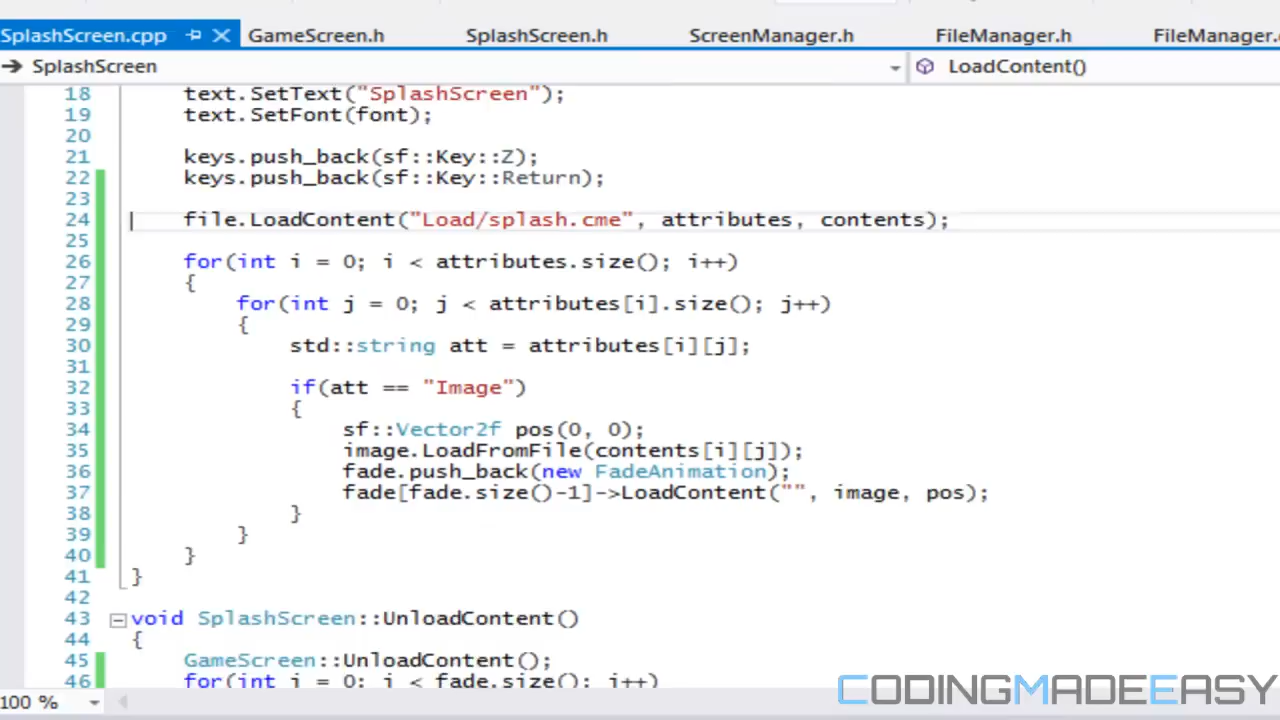 SplashScreen.cpp GameScreen.h SplashScreen.h ScreenManager.h FileManager.h FileManager.
SplashScreen LoadContent()
18 text.SetText("SplashScreen");
19 text.SetFont(font);
20
21 keys.push_back(sf::Key::Z);
22 keys.push_back(sf::Key::Return);
23
24 file.LoadContent("Load/splash.cme", attributes, contents);
25
26 for(int i = 0; i < attributes.size(); i++)
27 {
28 for(int j = 0; j < attributes[i].size(); j++)
29 {
30 std::string att = attributes[i][j];
31
32 if(att == "Image")
33 {
34 sf::Vector2f pos(0, 0);
35 image.LoadFromFile(contents[i][j]);
36 fade.push_back(new FadeAnimation);
37 fade[fade.size()-1]->LoadContent("", image, pos);
38 }
39 }
40 }
41 }
42
43 void SplashScreen::UnloadContent()
44 {
45 GameScreen::UnloadContent();
46 for(int i = 0; i < fade.size(); i++)
100 %
CODINGMADEEASY